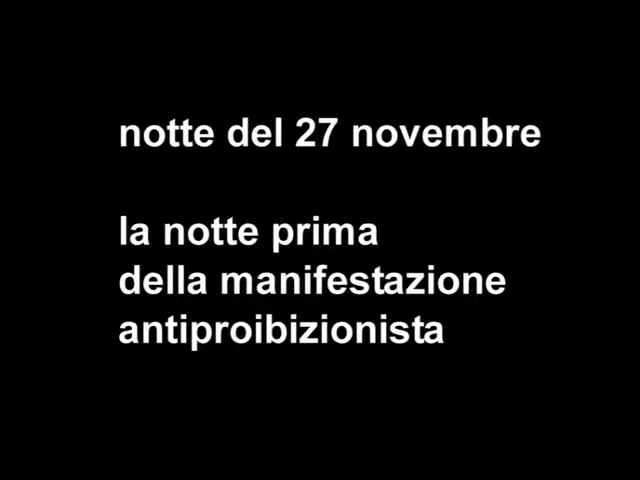 notte del 27 novembre
la notte prima
della manifestazione
antiproibizionista